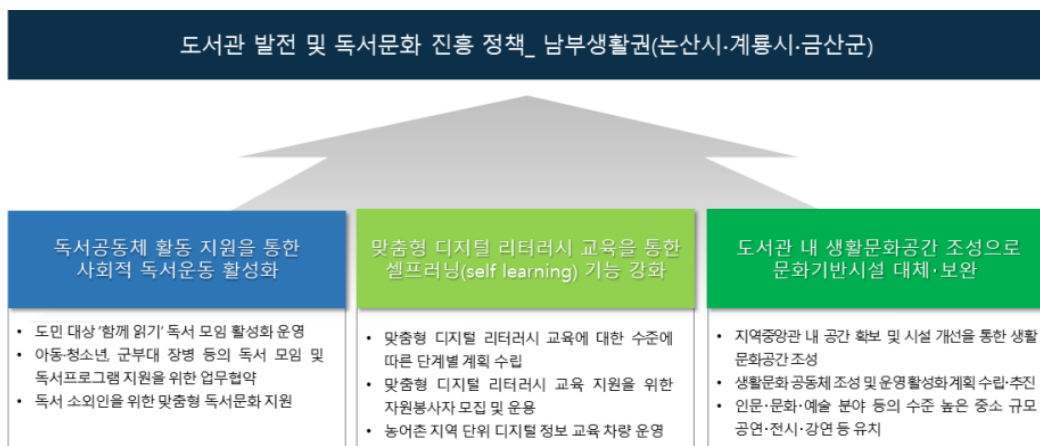 도서관 발전 및 독서문화 진흥 정책_ 남부생활권(논산시·계룡시·금산군)
독서공동체 활동 지원을 통한
사회적 독서운동 활성화
• 도민 대상 '함께 읽기' 독서 모임 활성화 운영
• 아동·청소년, 군부대 장병 등의 독서 모임 및
독서프로그램 지원을 위한 업무협약
• 독서 소외인을 위한 맞춤형 독서문화 지원
맞춤형 디지털 리터러시 교육을 통한
셀프러닝(self learning) 기능 강화
• 맞춤형 디지털 리터러시 교육에 대한 수준에
따른 단계별 계획 수립
• 맞춤형 디지털 리터러시 교육 지원을 위한
자원봉사자 모집 및 운용
• 농어촌 지역 단위 디지털 정보 교육 차량 운영
도서관 내 생활문화공간 조성으로
문화기반시설 대체·보완
• 지역중앙관 내 공간 확보 및 시설 개선을 통한 생활
문화공간 조성
• 생활문화 공동체 조성 및 운영 활성화 계획 수립·추진
• 인문·문화·예술 분야 등의 수준 높은 중소 규모
공연·전시·강연 등 유치